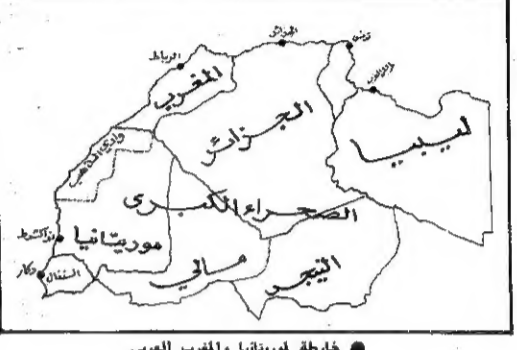 الجزائر
تونس
الرباط
طرابلس الغرب
المغرب
الجزائر
ليبيا
وادي الذهب
الصحراء الكبرى
نواكشوط
موريتانيا
مالي
النيجر
دكار
السنغال
خارطة لموريتانيا والمغرب العربي